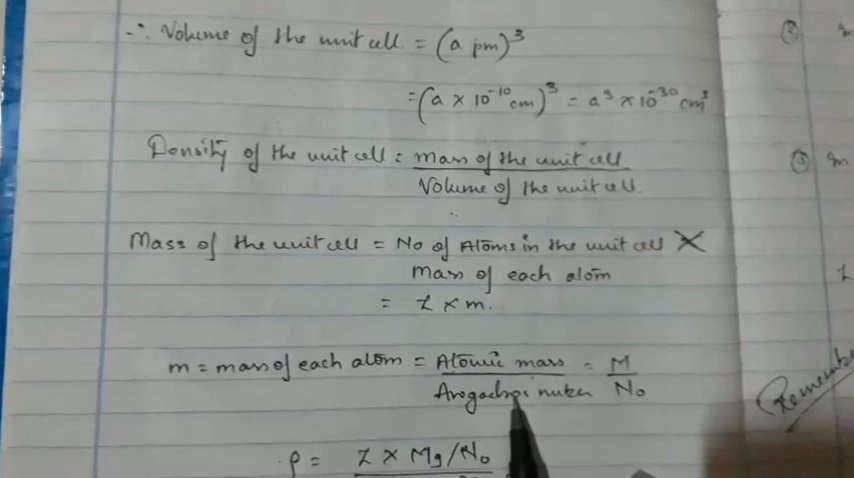 ∴ Volume of the unit cell = (a pm)³
= (a × 10⁻¹⁰ cm)³ = a³ × 10⁻³⁰ cm³
Density of the unit cell = mass of the unit cell
Volume of the unit cell.
Mass of the unit cell = No of Atoms in the unit cell ×
Mass of each atom
= Z × m.
m = mass of each atom = Atomic mass = M
Avogadro number N₀
ρ = Z × Mg/N₀
Remember